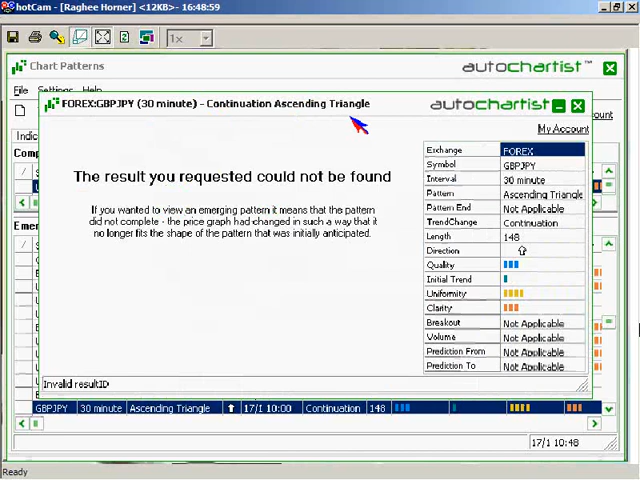 hotCam - [Raghee Horner] <12KB> - 16:48:59
1x
Chart Patterns
autochartist™
File Settings Help
FOREX:GBPJPY (30 minute) - Continuation Ascending Triangle
autochartist
My Account
The result you requested could not be found
If you wanted to view an emerging pattern it means that the pattern
did not complete - the price graph had changed in such a way that it
no longer fits the shape of the pattern that was initially anticipated.
Exchange FOREX
Symbol GBPJPY
Interval 30 minute
Pattern Ascending Triangle
Pattern End Not Applicable
TrendChange Continuation
Length 148
Direction
Quality
Initial Trend
Uniformity
Clarity
Breakout Not Applicable
Volume Not Applicable
Prediction From Not Applicable
Prediction To Not Applicable
Invalid resultID
GBPJPY 30 minute Ascending Triangle 17/1 10:00 Continuation 148
17/1 10:48
Ready